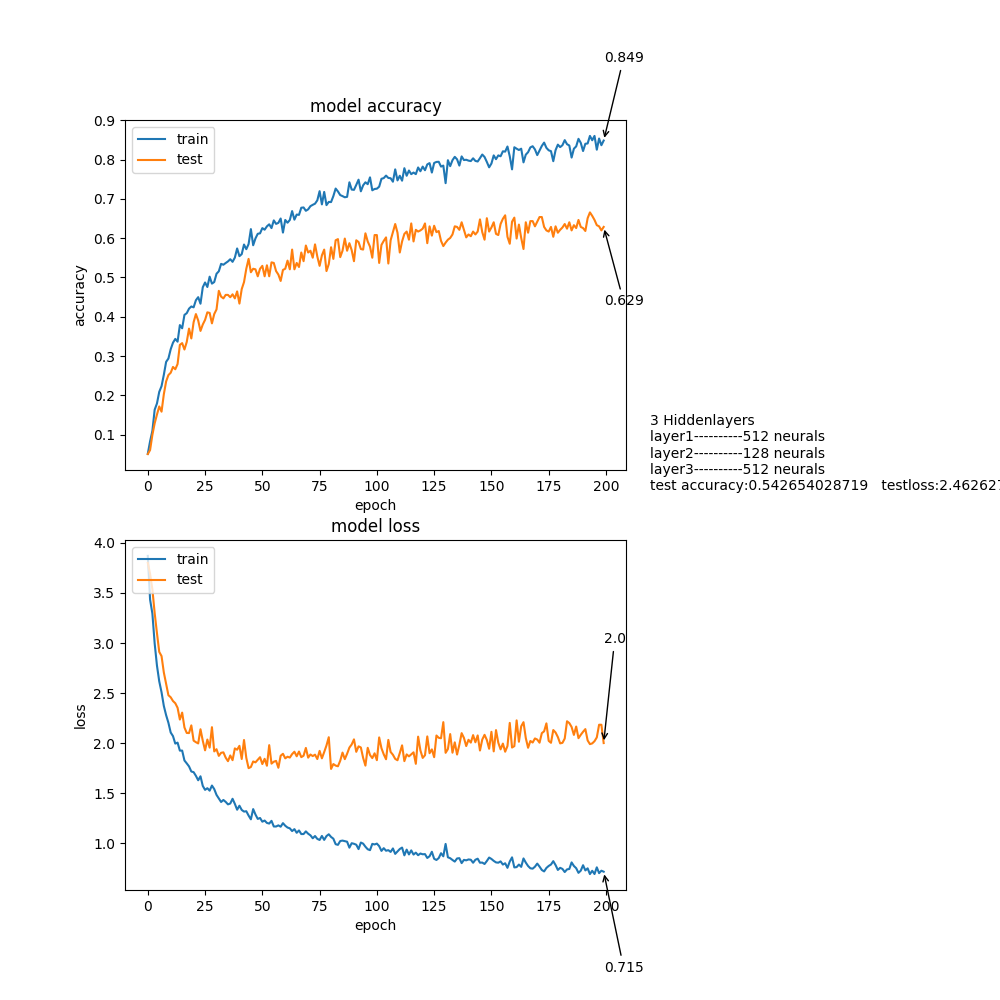 0.849
model accuracy
train
test
0.9
0.8
0.7
0.6
0.5
0.4
0.3
0.2
0.1
accuracy
0.629
0 25 50 75 100 125 150 175 200
epoch
3 Hiddenlayers
layer1----------512 neurals
layer2----------128 neurals
layer3----------512 neurals
test accuracy:0.542654028719 testloss:2.462627
model loss
train
test
4.0
3.5
3.0
2.5
2.0
1.5
1.0
loss
2.0
0 25 50 75 100 125 150 175 200
epoch
0.715